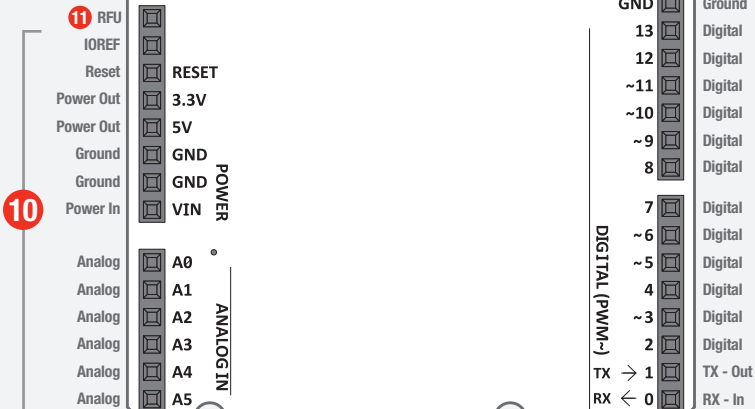 11 RFU
IOREF
Reset RESET
Power Out 3.3V
Power Out 5V
Ground GND
Ground GND
Power In VIN
POWER
10
Analog A0
Analog A1
Analog A2
Analog A3
Analog A4
Analog A5
ANALOG IN
GND Ground
13 Digital
12 Digital
~11 Digital
~10 Digital
~9 Digital
8 Digital
7 Digital
~6 Digital
~5 Digital
4 Digital
~3 Digital
2 Digital
TX → 1 TX - Out
RX ← 0 RX - In
DIGITAL (PWM~)